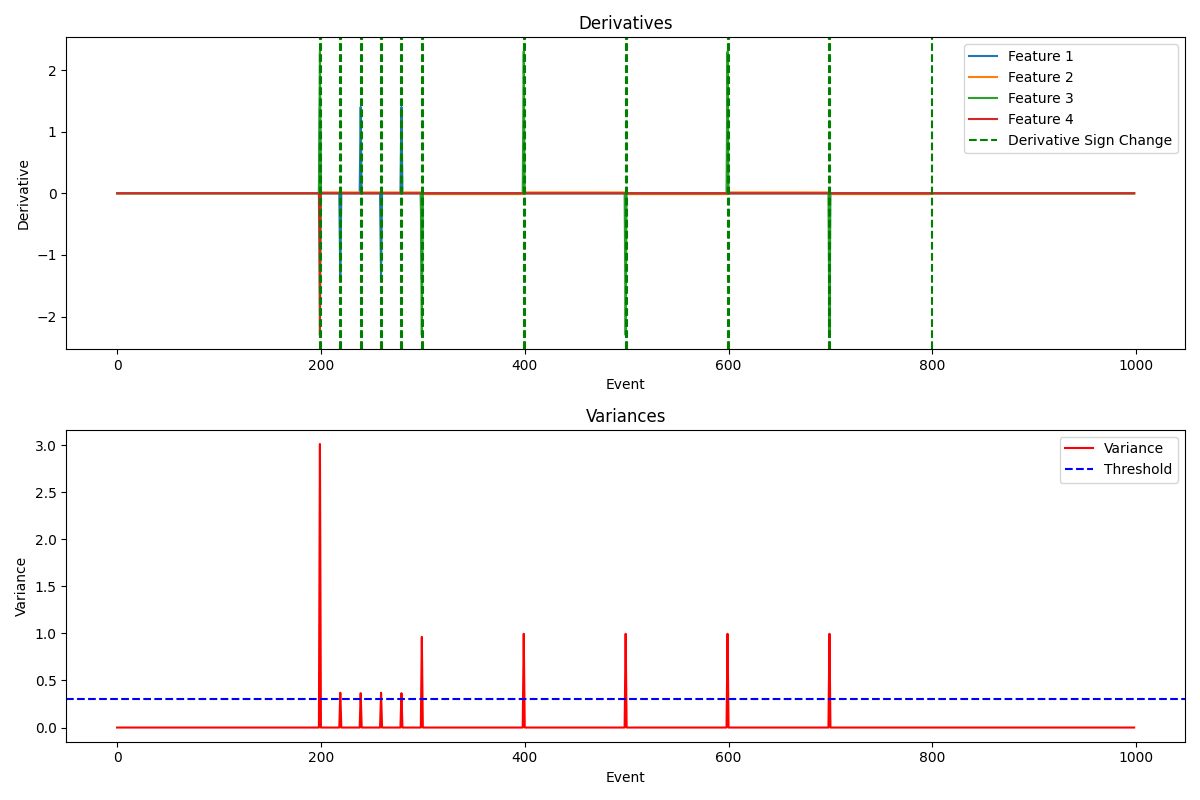 Derivatives
2
1
0
−1
−2
Derivative
Feature 1
Feature 2
Feature 3
Feature 4
Derivative Sign Change
0 200 400 600 800 1000
Event
Variances
3.0
2.5
2.0
1.5
1.0
0.5
0.0
Variance
Variance
Threshold
0 200 400 600 800 1000
Event